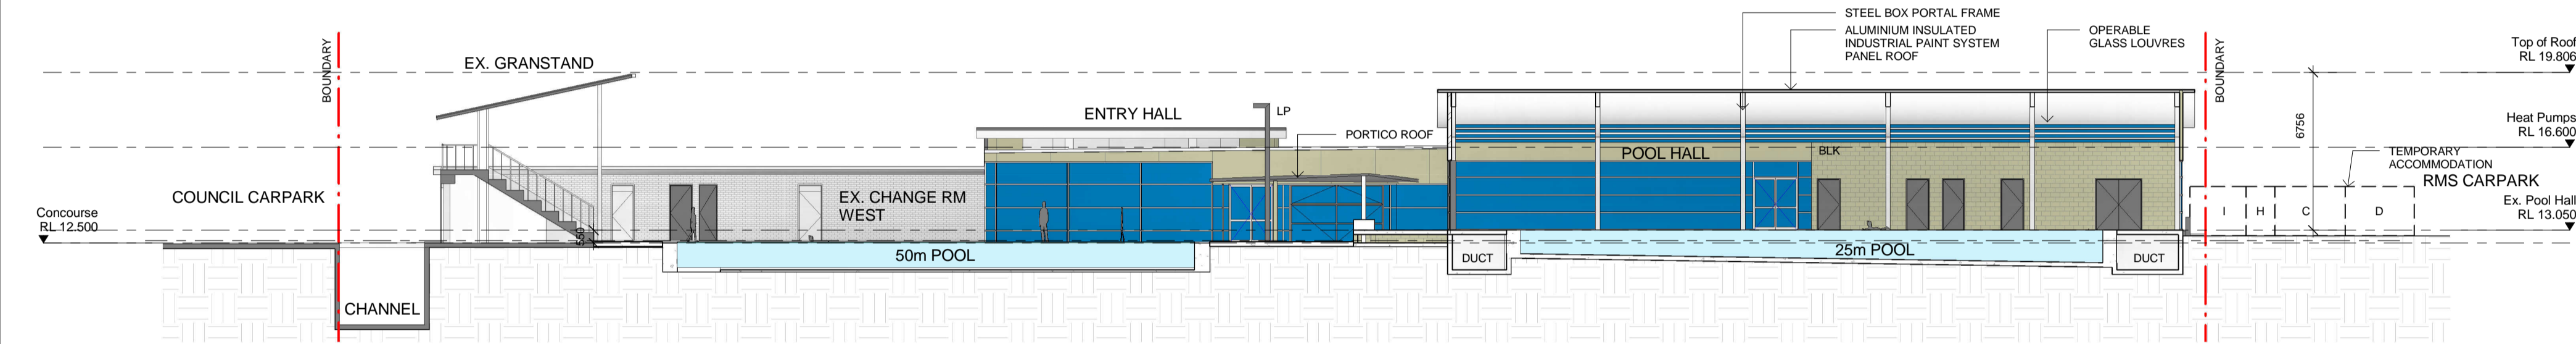 STEEL BOX PORTAL FRAME
ALUMINIUM INSULATED
INDUSTRIAL PAINT SYSTEM
PANEL ROOF
OPERABLE
GLASS LOUVRES
BOUNDARY
EX. GRANSTAND
BOUNDARY
Top of Roof
RL 19.806
ENTRY HALL
LP
PORTICO ROOF
POOL HALL
BLK
6756
Heat Pumps
RL 16.600
TEMPORARY
ACCOMMODATION
RMS CARPARK
COUNCIL CARPARK
EX. CHANGE RM
WEST
Concourse
RL 12.500
550
I
H
C
D
Ex. Pool Hall
RL 13.050
50m POOL
DUCT
25m POOL
DUCT
CHANNEL